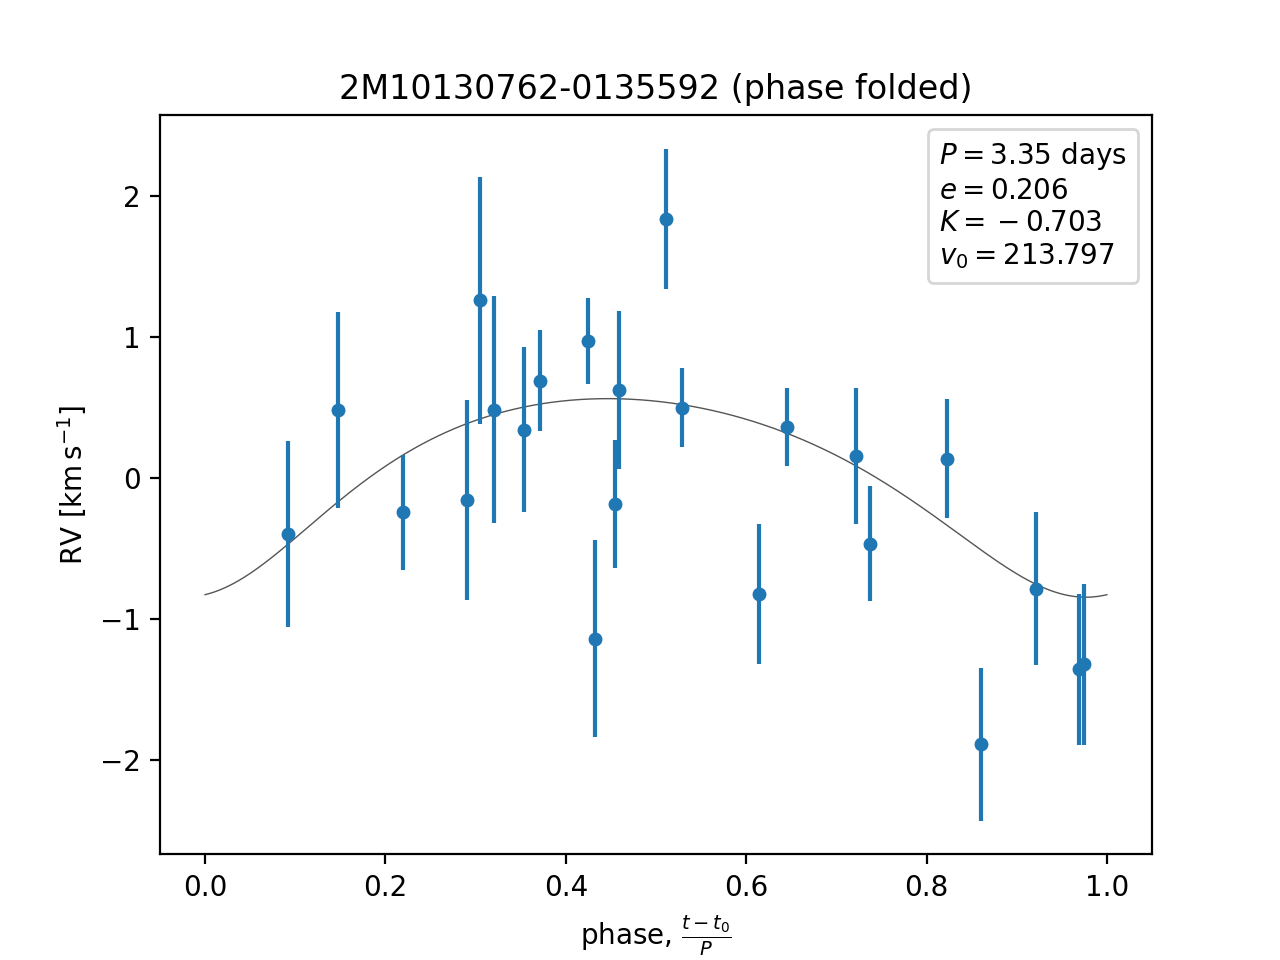 2M10130762-0135592 (phase folded)
P = 3.35 days
e = 0.206
K = −0.703
v₀ = 213.797
2
1
0
−1
−2
RV [km s⁻¹]
0.0 0.2 0.4 0.6 0.8 1.0
phase, (t − t₀)/P